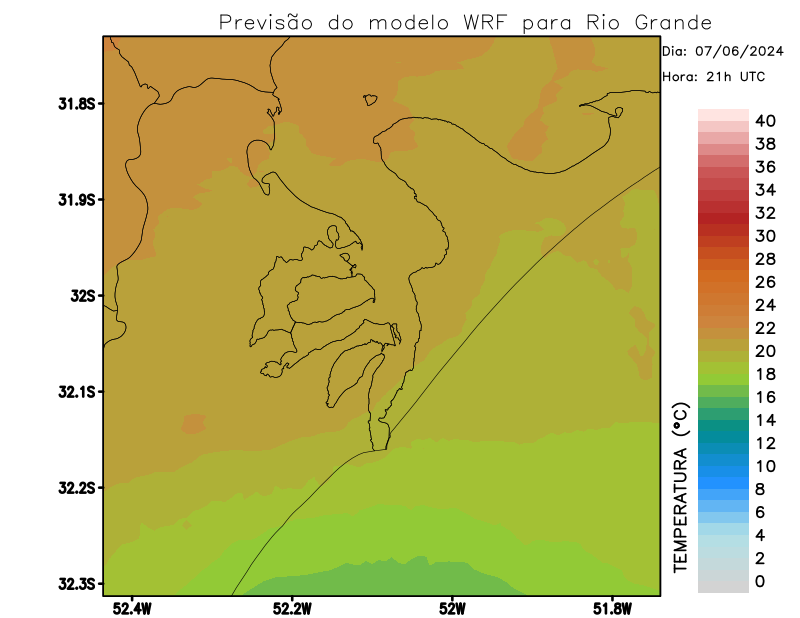 Previsão do modelo WRF para Rio Grande
Dia: 07/06/2024
Hora: 21h UTC
31.8S
31.9S
32S
32.1S
32.2S
32.3S
52.4W
52.2W
52W
51.8W
TEMPERATURA (°C)
40
38
36
34
32
30
28
26
24
22
20
18
16
14
12
10
8
6
4
2
0